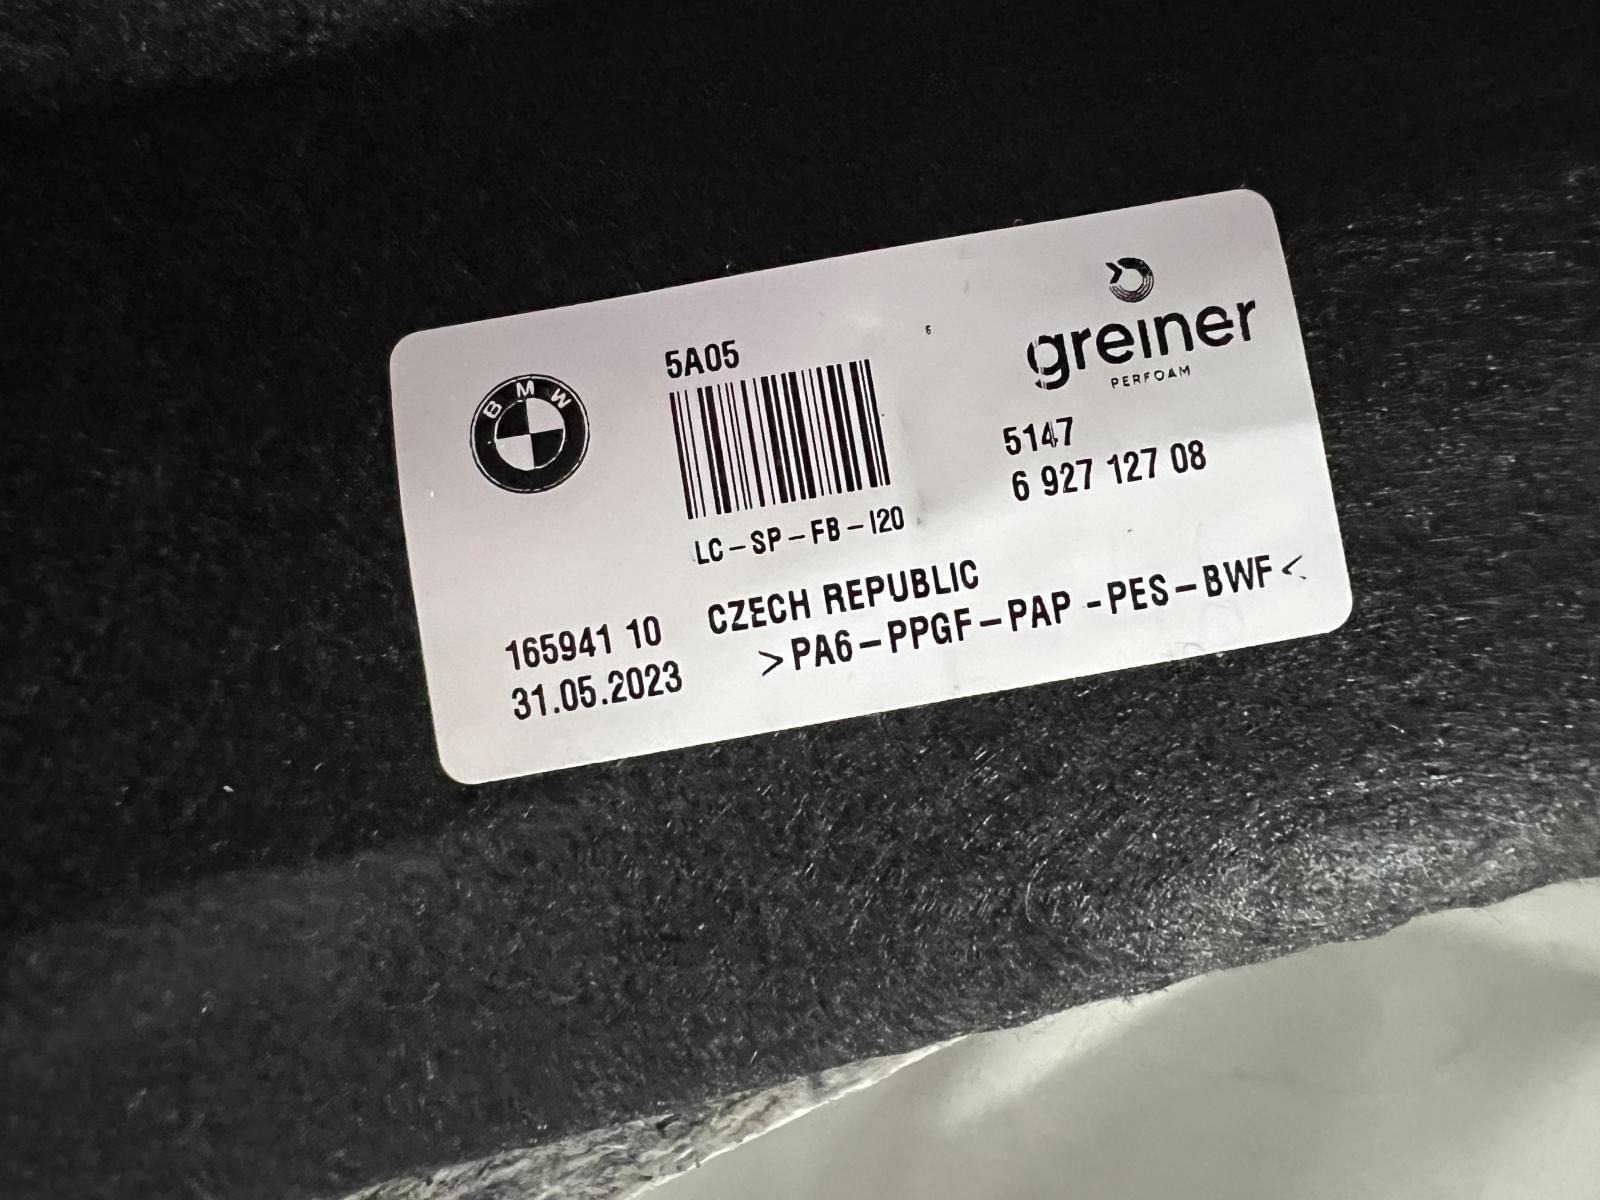 BMW
5A05
LC-SP-FB-I20
greiner
PERFOAM
5147
6 927 127 08
165941 10
31.05.2023
CZECH REPUBLIC
>PA6-PPGF-PAP -PES-BWF<